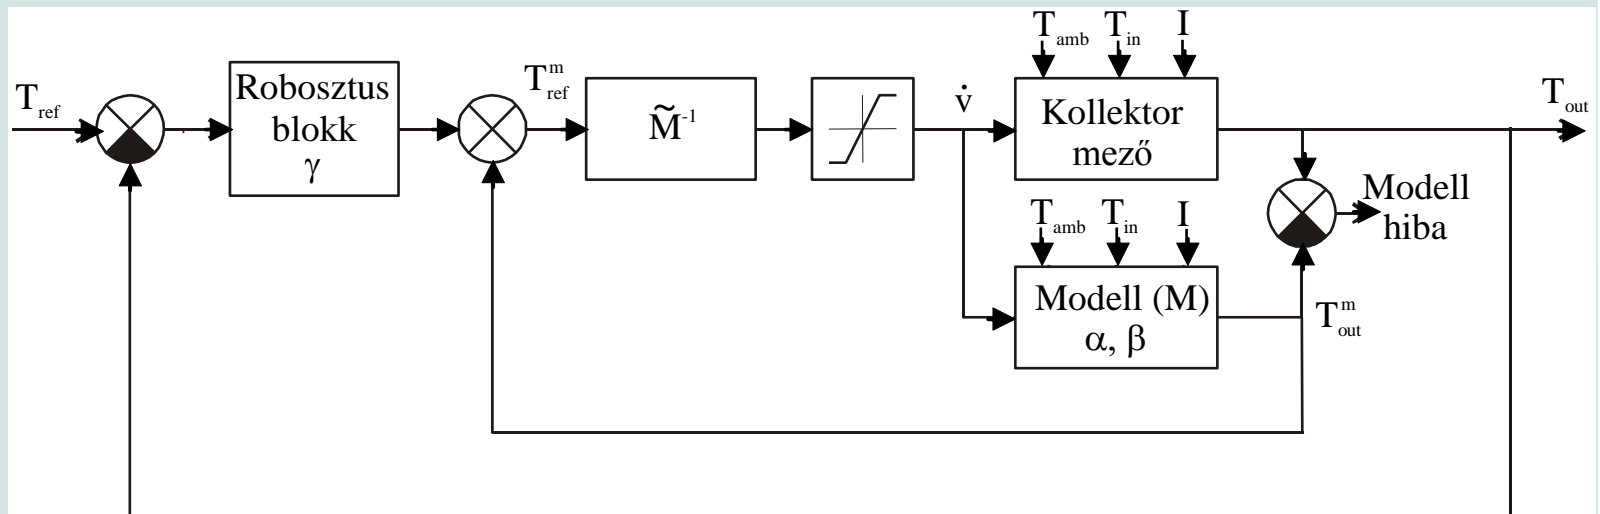 T_ref
Robosztus
blokk
γ
T^m_ref
M̃^-1
v̇
T_amb T_in I
Kollektor
mező
T_out
Modell
hiba
T_amb T_in I
Modell (M)
α, β
T^m_out